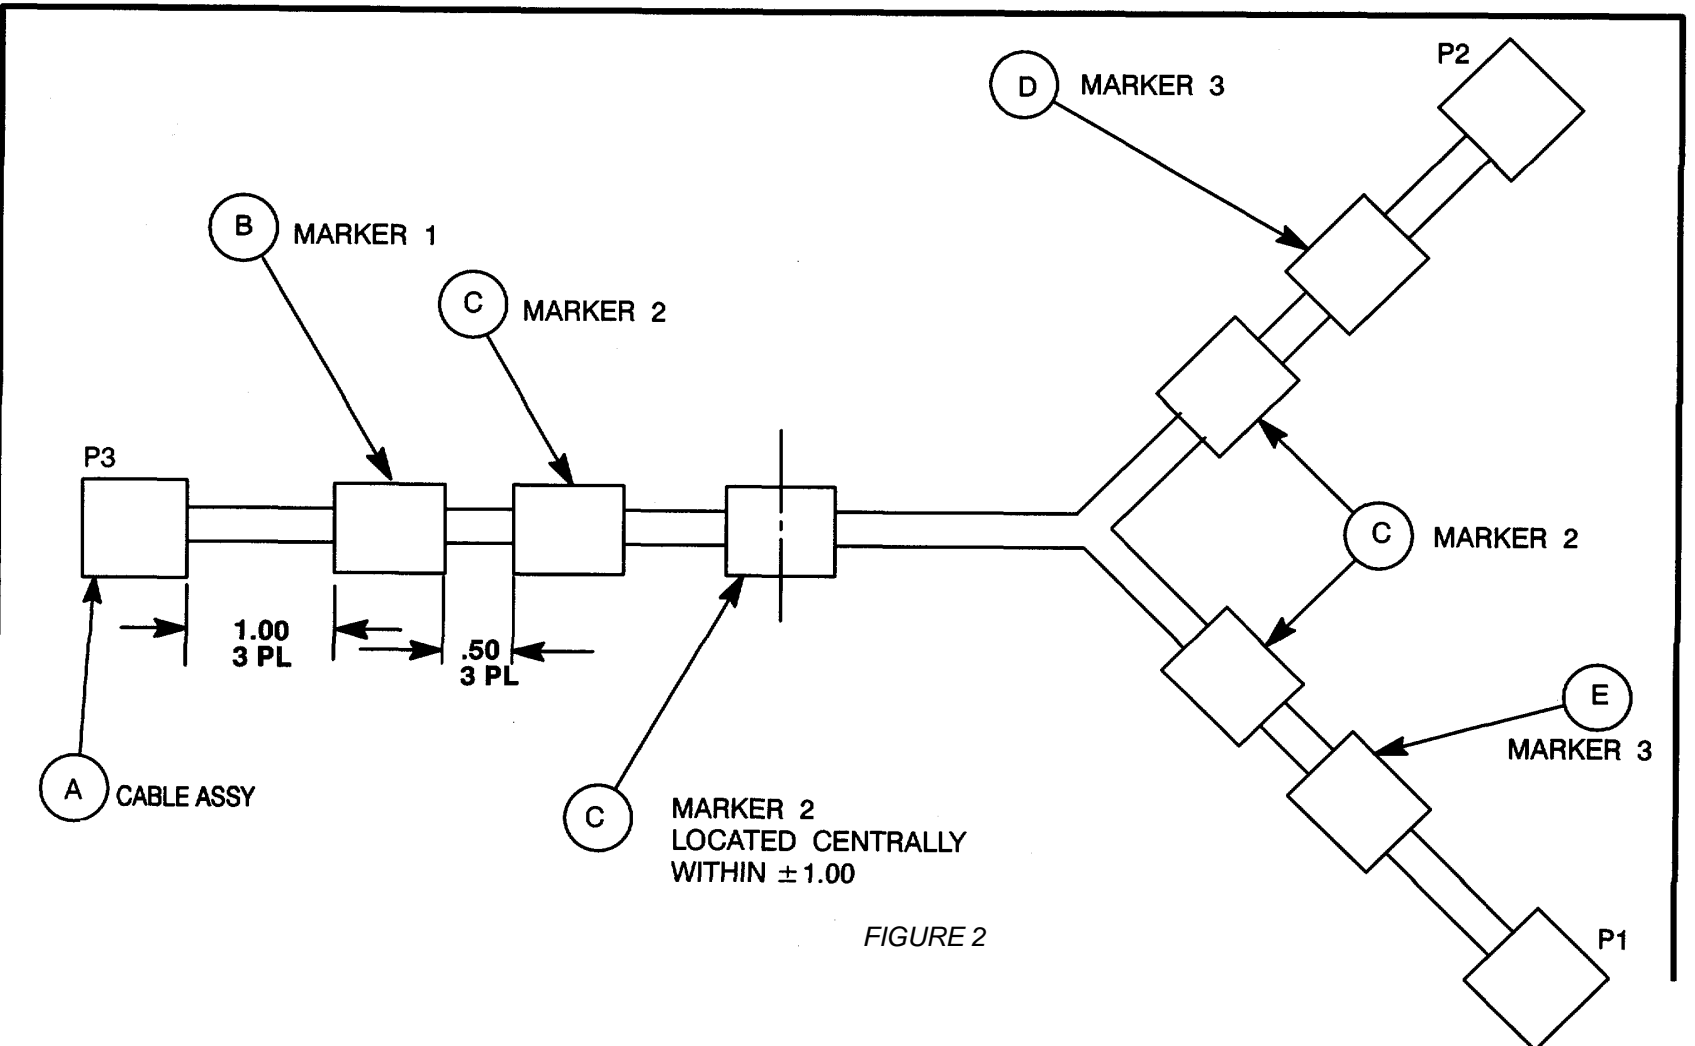 P2
D MARKER 3
B MARKER 1
C MARKER 2
P3
C MARKER 2
1.00
3 PL
.50
3 PL
E
MARKER 3
A CABLE ASSY
C MARKER 2
LOCATED CENTRALLY
WITHIN ±1.00
FIGURE 2
P1